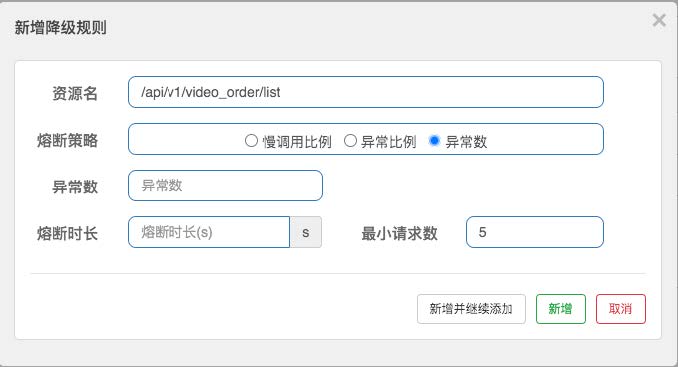 新增降级规则
资源名 /api/v1/video_order/list
熔断策略 慢调用比例 异常比例 异常数
异常数 异常数
熔断时长 熔断时长(s) s 最小请求数 5
新增并继续添加 新增 取消